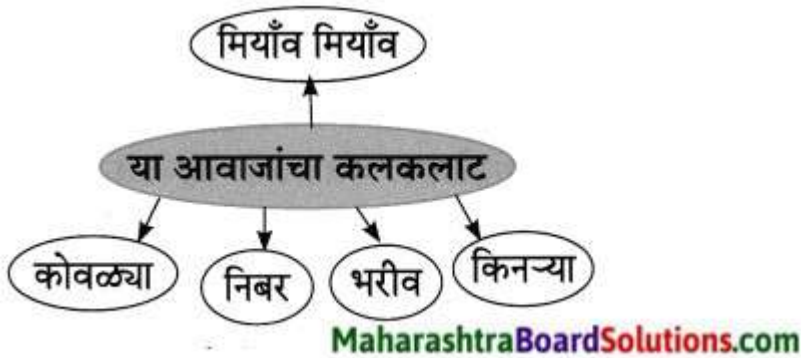 मियाँव मियाँव
या आवाजांचा कलकलाट
कोवळ्या
निबर
भरीव
किनऱ्या
MaharashtraBoardSolutions.com